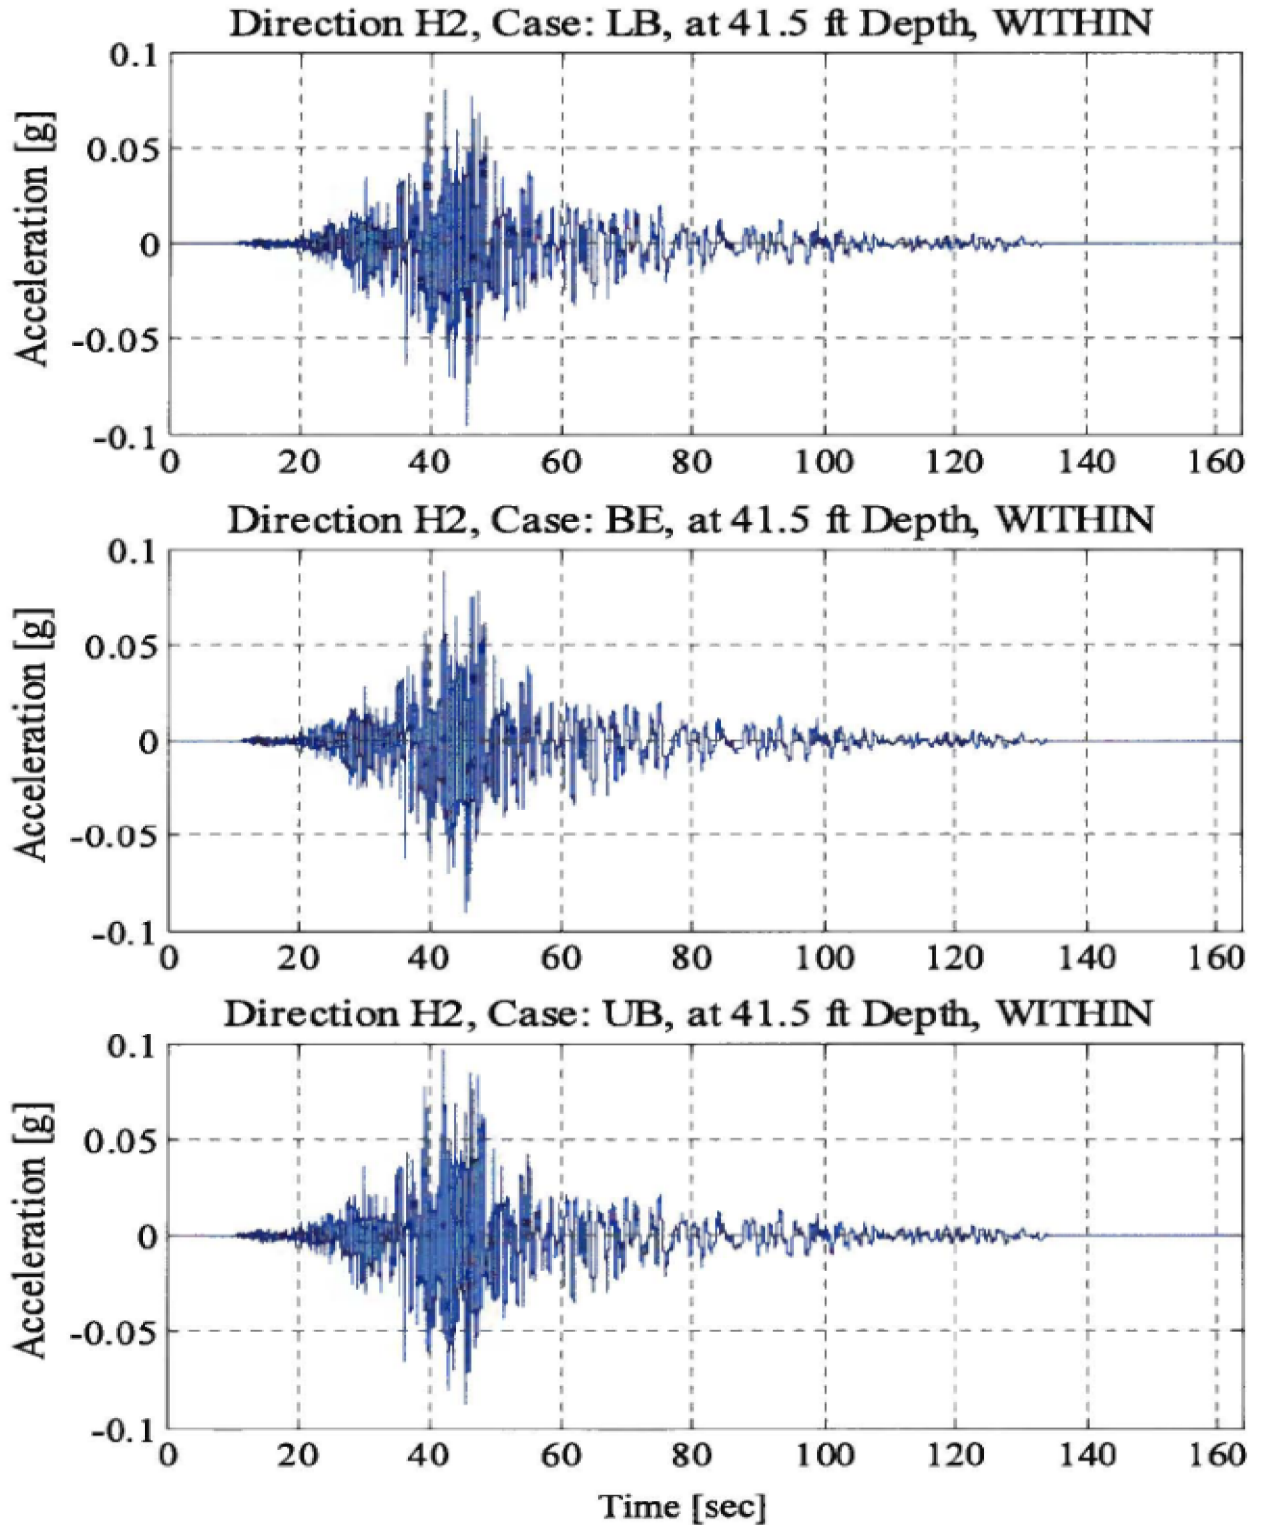 Direction H2, Case: LB, at 41.5 ft Depth, WITHIN
Acceleration [g]
0.1
0.05
0
-0.05
-0.1
0 20 40 60 80 100 120 140 160
Direction H2, Case: BE, at 41.5 ft Depth, WITHIN
Acceleration [g]
0.1
0.05
0
-0.05
-0.1
0 20 40 60 80 100 120 140 160
Direction H2, Case: UB, at 41.5 ft Depth, WITHIN
Acceleration [g]
0.1
0.05
0
-0.05
-0.1
0 20 40 60 80 100 120 140 160
Time [sec]